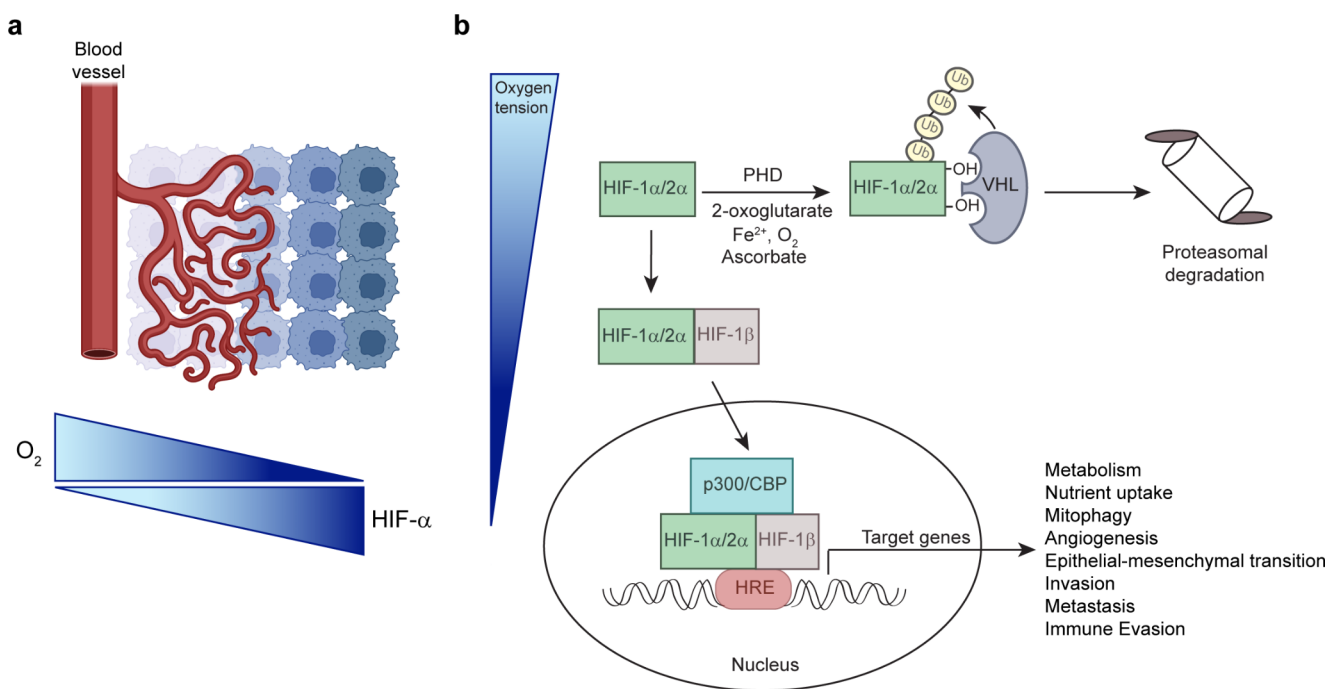 a
Blood
vessel
O₂
HIF-α
b
Oxygen
tension
HIF-1α/2α
PHD
2-oxoglutarate
Fe²⁺, O₂
Ascorbate
Ub
Ub
Ub
Ub
HIF-1α/2α
-OH
-OH
VHL
Proteasomal
degradation
HIF-1α/2α
HIF-1β
p300/CBP
HIF-1α/2α
HIF-1β
HRE
Target genes
Nucleus
Metabolism
Nutrient uptake
Mitophagy
Angiogenesis
Epithelial-mesenchymal transition
Invasion
Metastasis
Immune Evasion